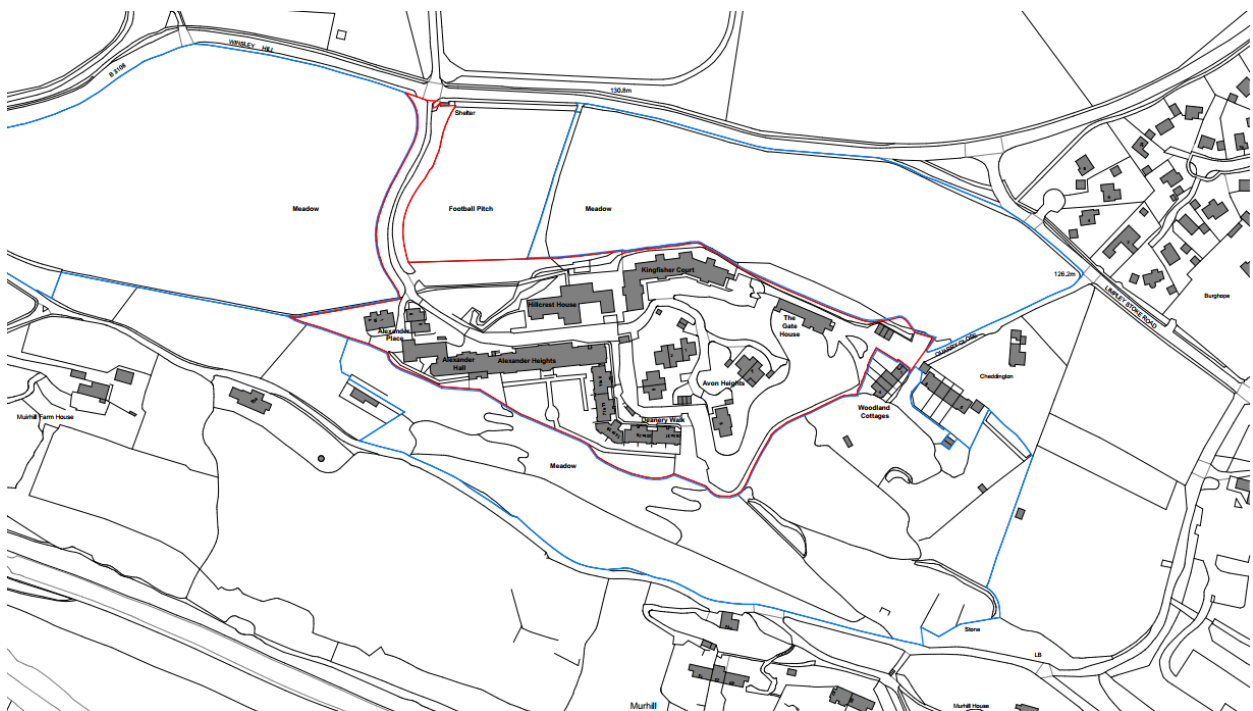 WINSLEY HILL
B 3108
130.8m
Shelter
Meadow
Football Pitch
Meadow
Kingfisher Court
126.2m
LIMPLEY STOKE ROAD
Burghope
Hillcrest House
The
Gate
House
Alexander
Place
QUARRY CLOSE
Alexander
Hall
Alexander Heights
Avon Heights
Cheddington
Woodland
Cottages
Muirhill Farm House
Deanery Walk
Meadow
Stone
LB
Murhill
Murhill House